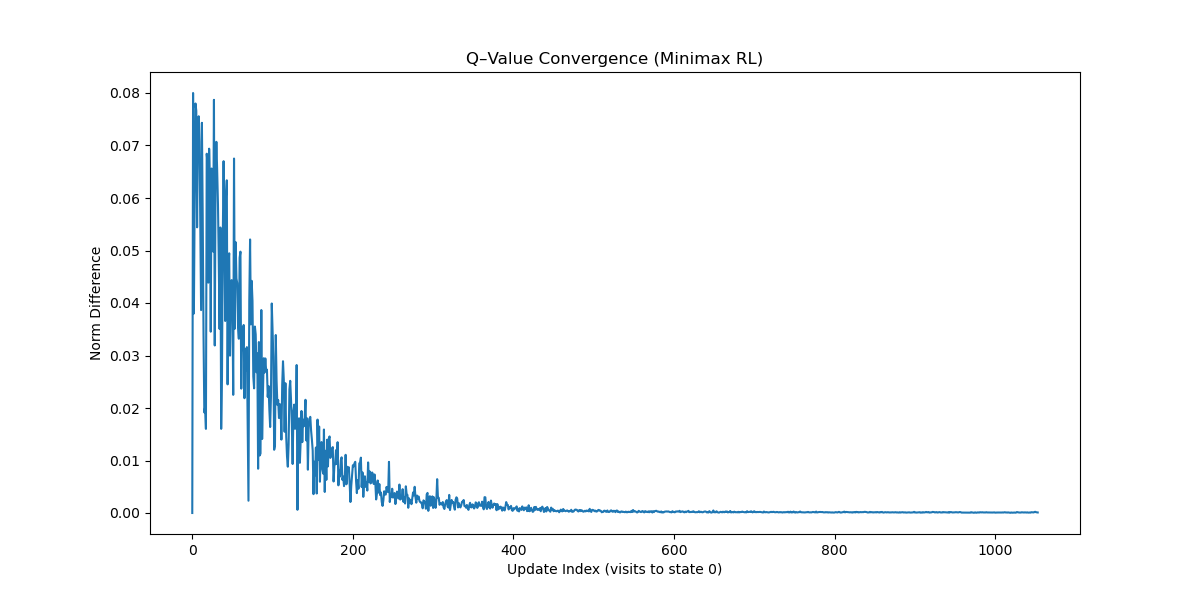 Q–Value Convergence (Minimax RL)
Norm Difference
0.08
0.07
0.06
0.05
0.04
0.03
0.02
0.01
0.00
0 200 400 600 800 1000
Update Index (visits to state 0)